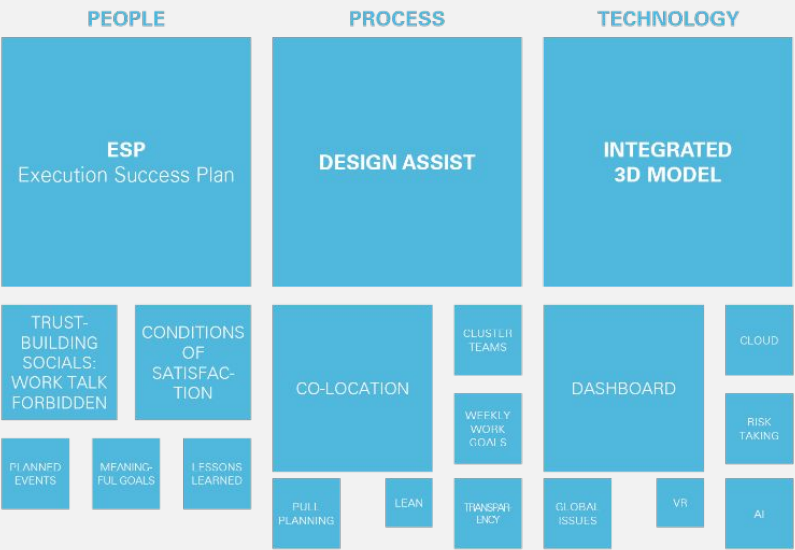 PEOPLE
PROCESS
TECHNOLOGY
ESP
Execution Success Plan
DESIGN ASSIST
INTEGRATED
3D MODEL
TRUST-
BUILDING
SOCIALS:
WORK TALK
FORBIDDEN
CONDITIONS
OF
SATISFAC-
TION
PLANNED
EVENTS
MEANING-
FUL GOALS
LESSONS
LEARNED
CO-LOCATION
CLUSTER
TEAMS
WEEKLY
WORK
GOALS
PULL
PLANNING
LEAN
TRANSPAR-
ENCY
DASHBOARD
CLOUD
RISK
TAKING
GLOBAL
ISSUES
VR
AI